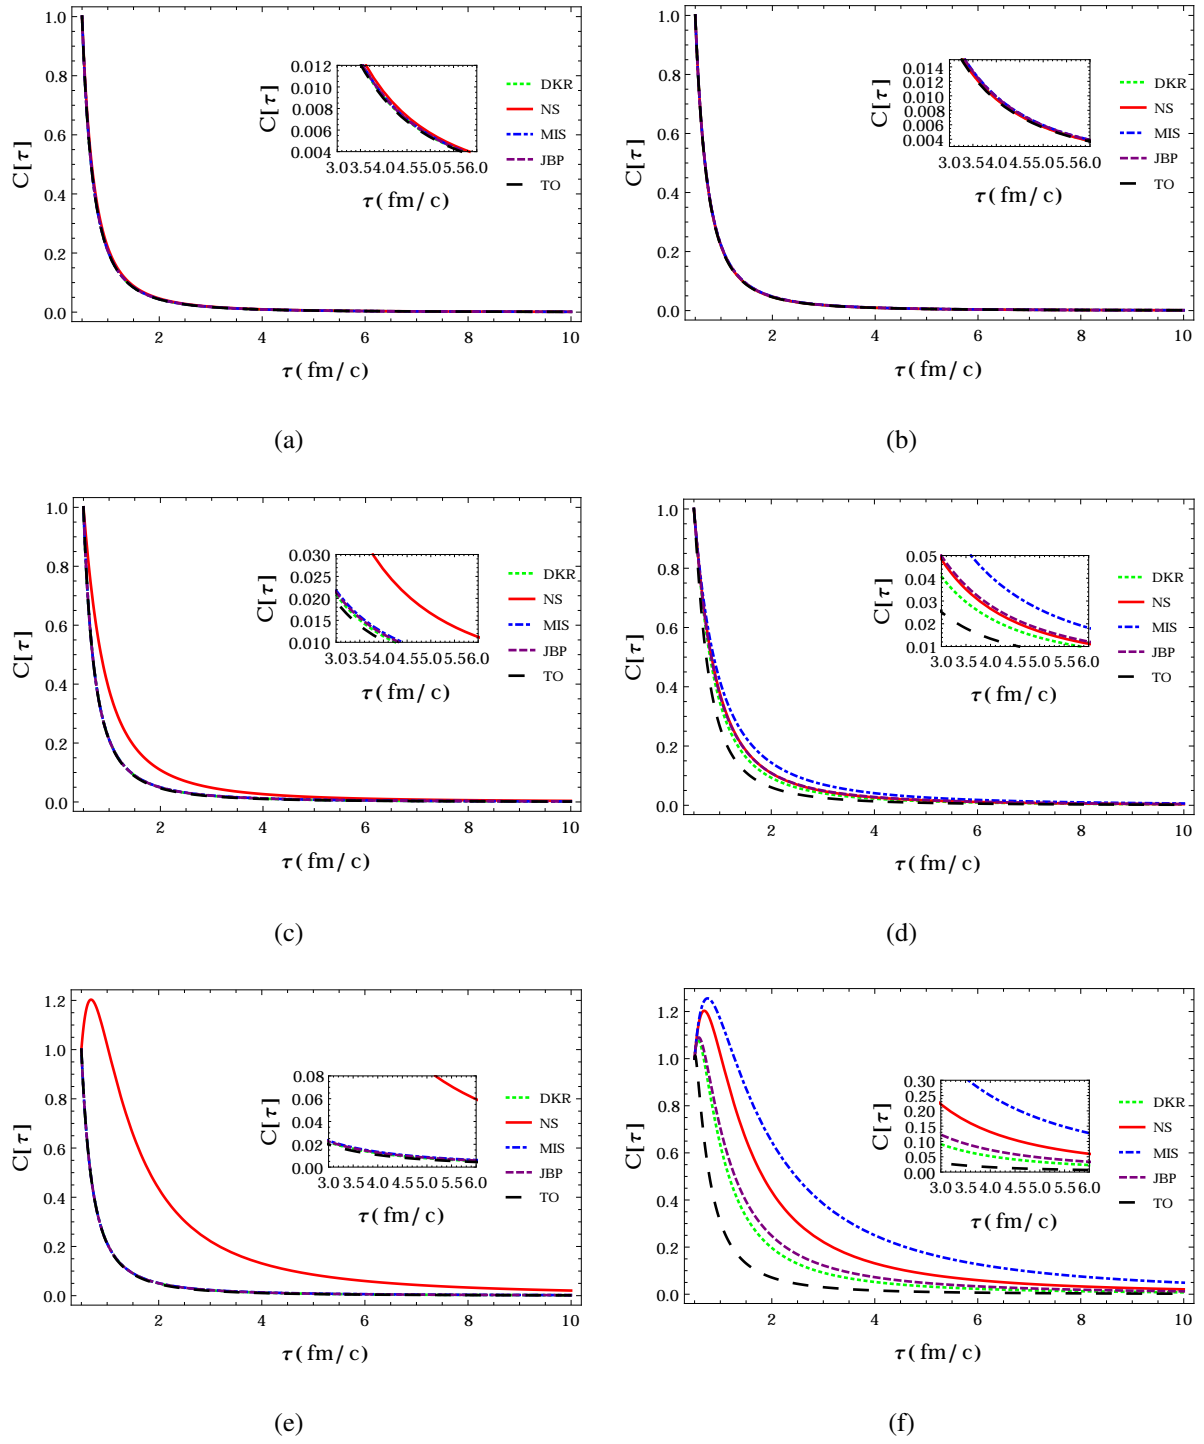 1.0
0.8
0.6
0.4
0.2
0.0
C[τ]
2 4 6 8 10
τ(fm/c)
0.012
0.010
0.008
0.006
0.004
C[τ]
3.0 3.5 4.0 4.5 5.0 5.5 6.0
τ(fm/c)
DKR
NS
MIS
JBP
TO
(a)
1.0
0.8
0.6
0.4
0.2
0.0
C[τ]
2 4 6 8 10
τ(fm/c)
0.014
0.012
0.010
0.008
0.006
0.004
C[τ]
3.0 3.5 4.0 4.5 5.0 5.5 6.0
τ(fm/c)
DKR
NS
MIS
JBP
TO
(b)
1.0
0.8
0.6
0.4
0.2
0.0
C[τ]
2 4 6 8 10
τ(fm/c)
0.030
0.025
0.020
0.015
0.010
C[τ]
3.0 3.5 4.0 4.5 5.0 5.5 6.0
τ(fm/c)
DKR
NS
MIS
JBP
TO
(c)
1.0
0.8
0.6
0.4
0.2
0.0
C[τ]
2 4 6 8 10
τ(fm/c)
0.05
0.04
0.03
0.02
0.01
C[τ]
3.0 3.5 4.0 4.5 5.0 5.5 6.0
τ(fm/c)
DKR
NS
MIS
JBP
TO
(d)
1.2
1.0
0.8
0.6
0.4
0.2
0.0
C[τ]
2 4 6 8 10
τ(fm/c)
0.08
0.06
0.04
0.02
0.00
C[τ]
3.0 3.5 4.0 4.5 5.0 5.5 6.0
τ(fm/c)
DKR
NS
MIS
JBP
TO
(e)
1.2
1.0
0.8
0.6
0.4
0.2
0.0
C[τ]
2 4 6 8 10
τ(fm/c)
0.30
0.25
0.20
0.15
0.10
0.05
0.00
C[τ]
3.0 3.5 4.0 4.5 5.0 5.5 6.0
τ(fm/c)
DKR
NS
MIS
JBP
TO
(f)